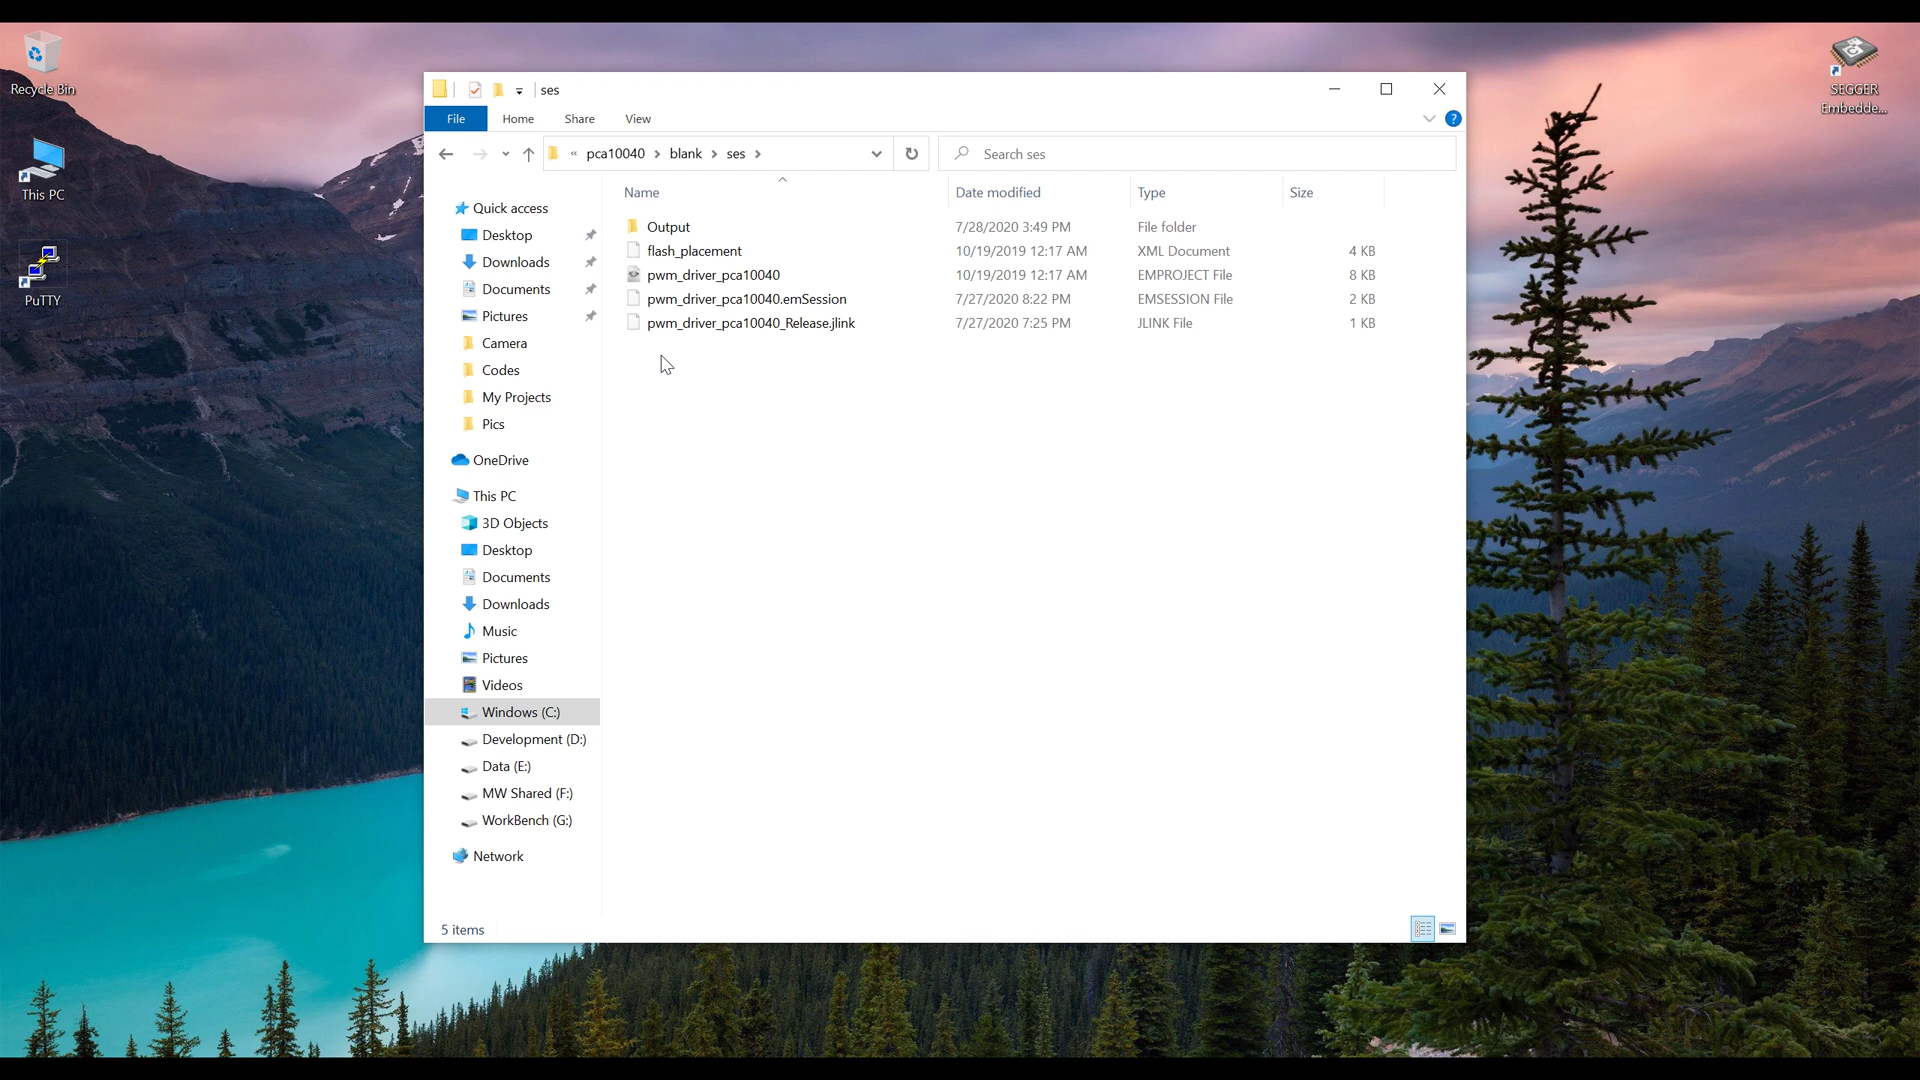 Recycle Bin
This PC
PuTTY
SEGGER
Embedde...
ses
File Home Share View
« pca10040 > blank > ses >
Search ses
Name Date modified Type Size
Output 7/28/2020 3:49 PM File folder
flash_placement 10/19/2019 12:17 AM XML Document 4 KB
pwm_driver_pca10040 10/19/2019 12:17 AM EMPROJECT File 8 KB
pwm_driver_pca10040.emSession 7/27/2020 8:22 PM EMSESSION File 2 KB
pwm_driver_pca10040_Release.jlink 7/27/2020 7:25 PM JLINK File 1 KB
Quick access
Desktop
Downloads
Documents
Pictures
Camera
Codes
My Projects
Pics
OneDrive
This PC
3D Objects
Desktop
Documents
Downloads
Music
Pictures
Videos
Windows (C:)
Development (D:)
Data (E:)
MW Shared (F:)
WorkBench (G:)
Network
5 items